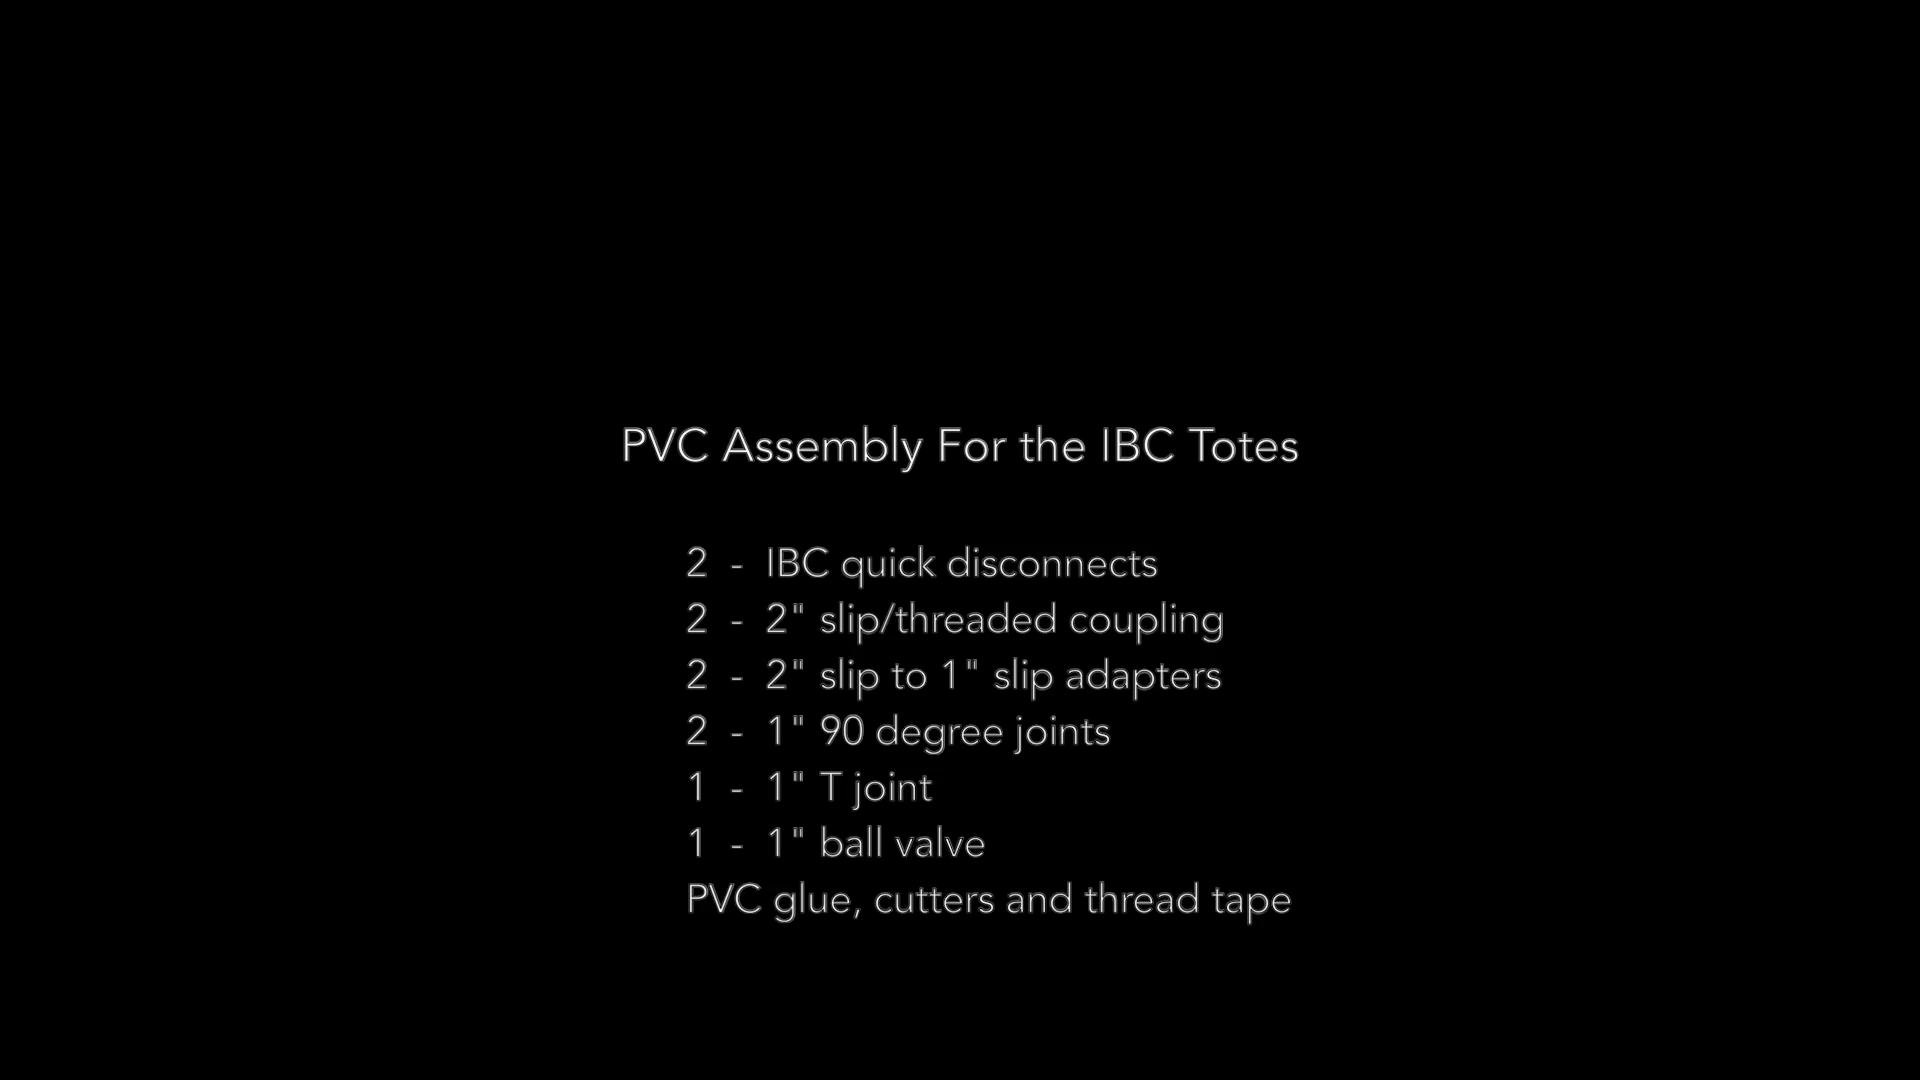 PVC Assembly For the IBC Totes
2 - IBC quick disconnects
2 - 2" slip/threaded coupling
2 - 2" slip to 1" slip adapters
2 - 1" 90 degree joints
1 - 1" T joint
1 - 1" ball valve
PVC glue, cutters and thread tape